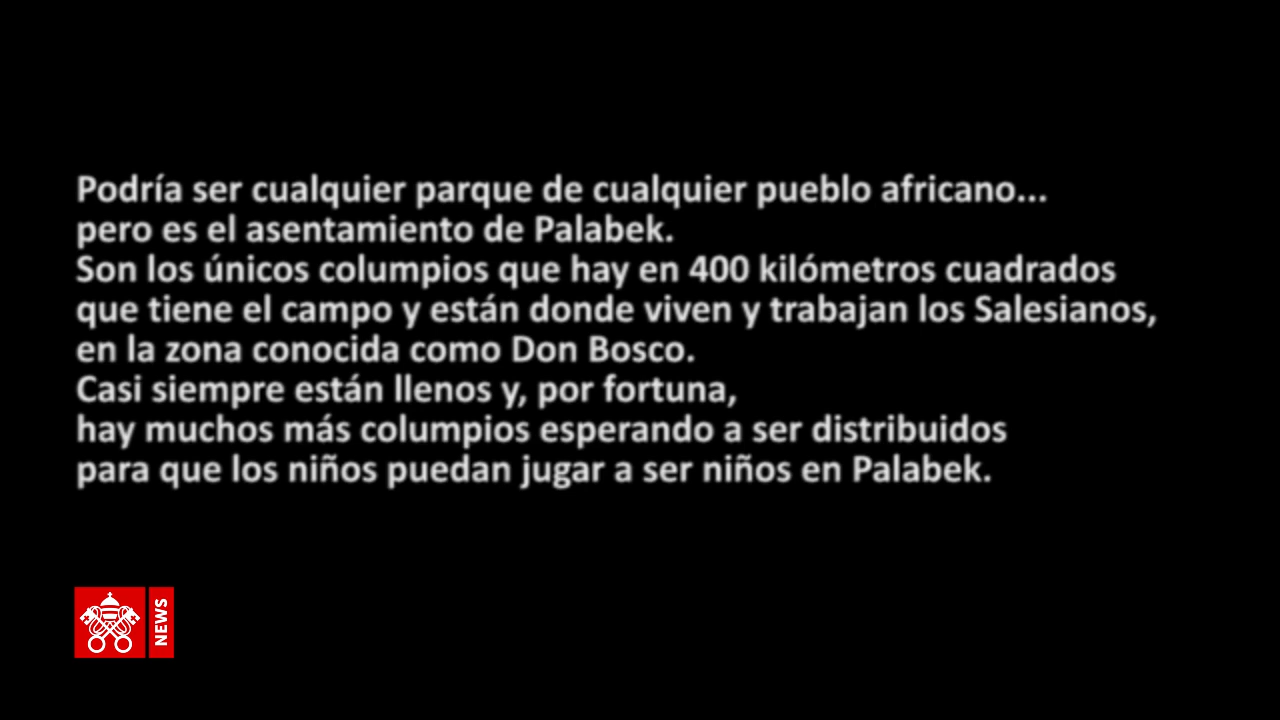 Podría ser cualquier parque de cualquier pueblo africano...
pero es el asentamiento de Palabek.
Son los únicos columpios que hay en 400 kilómetros cuadrados
que tiene el campo y están donde viven y trabajan los Salesianos,
en la zona conocida como Don Bosco.
Casi siempre están llenos y, por fortuna,
hay muchos más columpios esperando a ser distribuidos
para que los niños puedan jugar a ser niños en Palabek.
NEWS